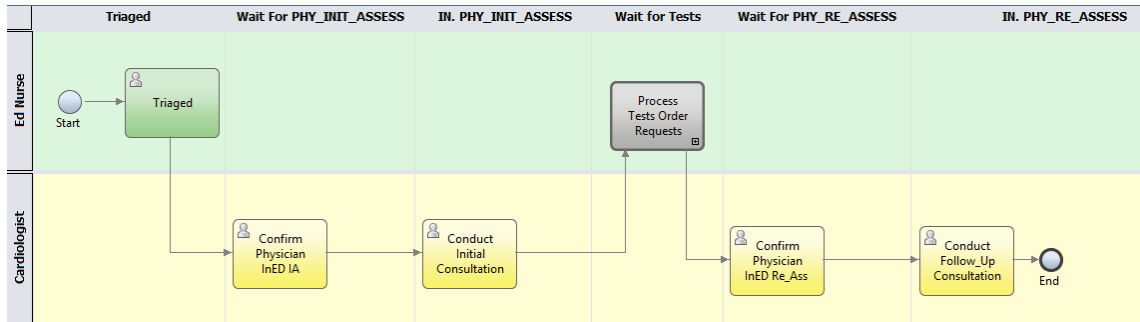 Triaged
Wait For PHY_INIT_ASSESS
IN. PHY_INIT_ASSESS
Wait for Tests
Wait For PHY_RE_ASSESS
IN. PHY_RE_ASSESS
Ed Nurse
Start
Triaged
Process
Tests Order
Requests
Cardiologist
Confirm
Physician
InED IA
Conduct
Initial
Consultation
Confirm
Physician
InED Re_Ass
Conduct
Follow_Up
Consultation
End